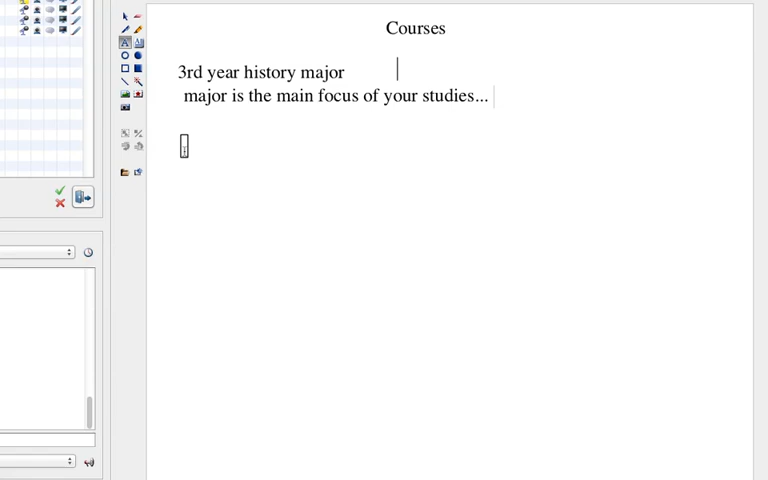 Courses
3rd year history major
major is the main focus of your studies...